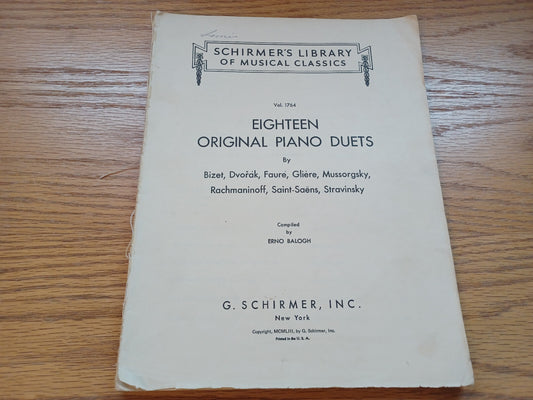 SCHIRMER'S LIBRARY
OF MUSICAL CLASSICS
Vol. 1764
EIGHTEEN
ORIGINAL PIANO DUETS
By
Bizet, Dvořák, Fauré, Glière, Mussorgsky,
Rachmaninoff, Saint-Saëns, Stravinsky
Compiled
by
ERNO BALOGH
G. SCHIRMER, INC.
New York
Copyright, MCMLIII, by G. Schirmer, Inc.
Printed in the U. S. A.